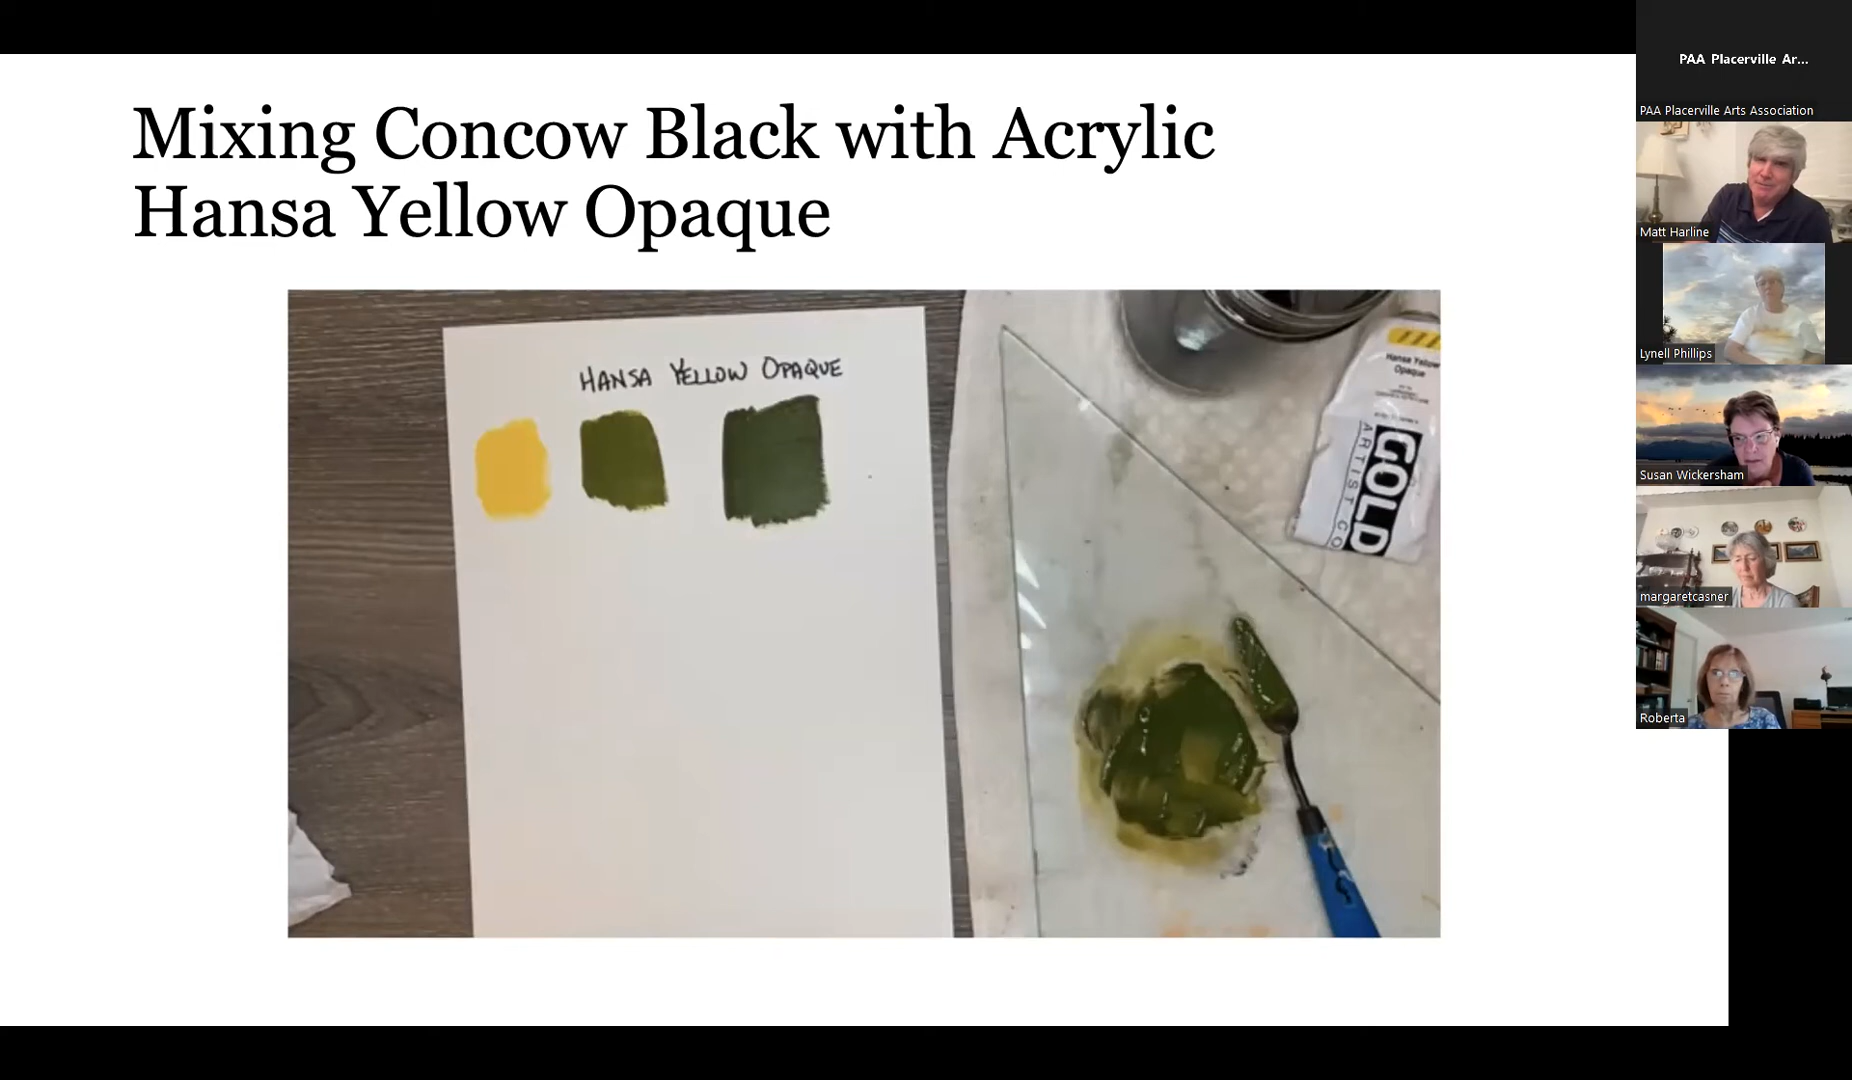 Mixing Concow Black with Acrylic
Hansa Yellow Opaque
HANSA YELLOW OPAQUE
Hansa Yellow
Opaque
GOLD
ARTIST CO
PAA Placerville Ar...
PAA Placerville Arts Association
Matt Harline
Lynell Phillips
Susan Wickersham
margaretcasner
Roberta